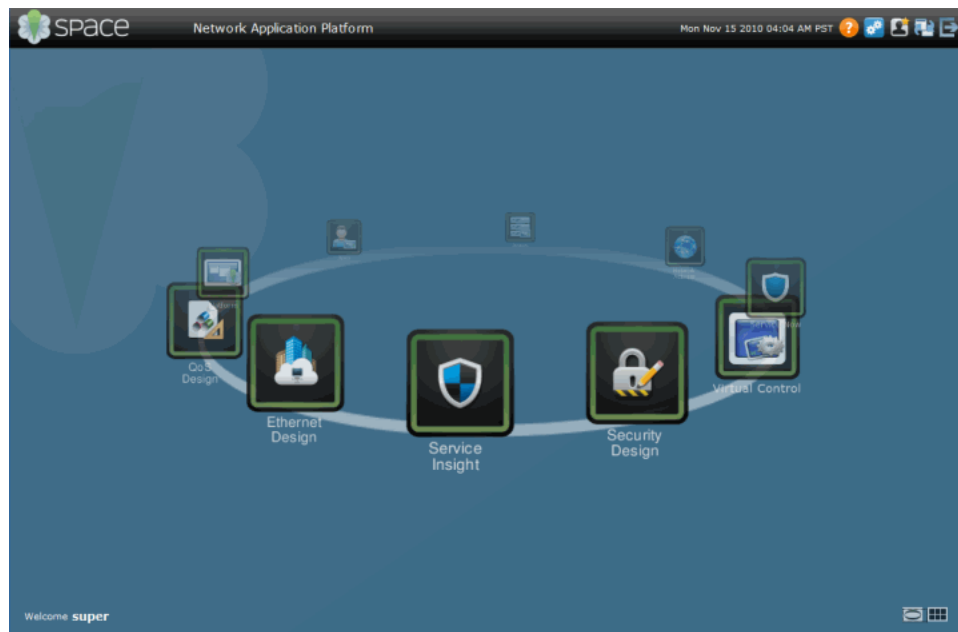 space
Network Application Platform
Mon Nov 15 2010 04:04 AM PST
?
QoS
Design
Ethernet
Design
Service
Insight
Security
Design
Virtual Control
Welcome super